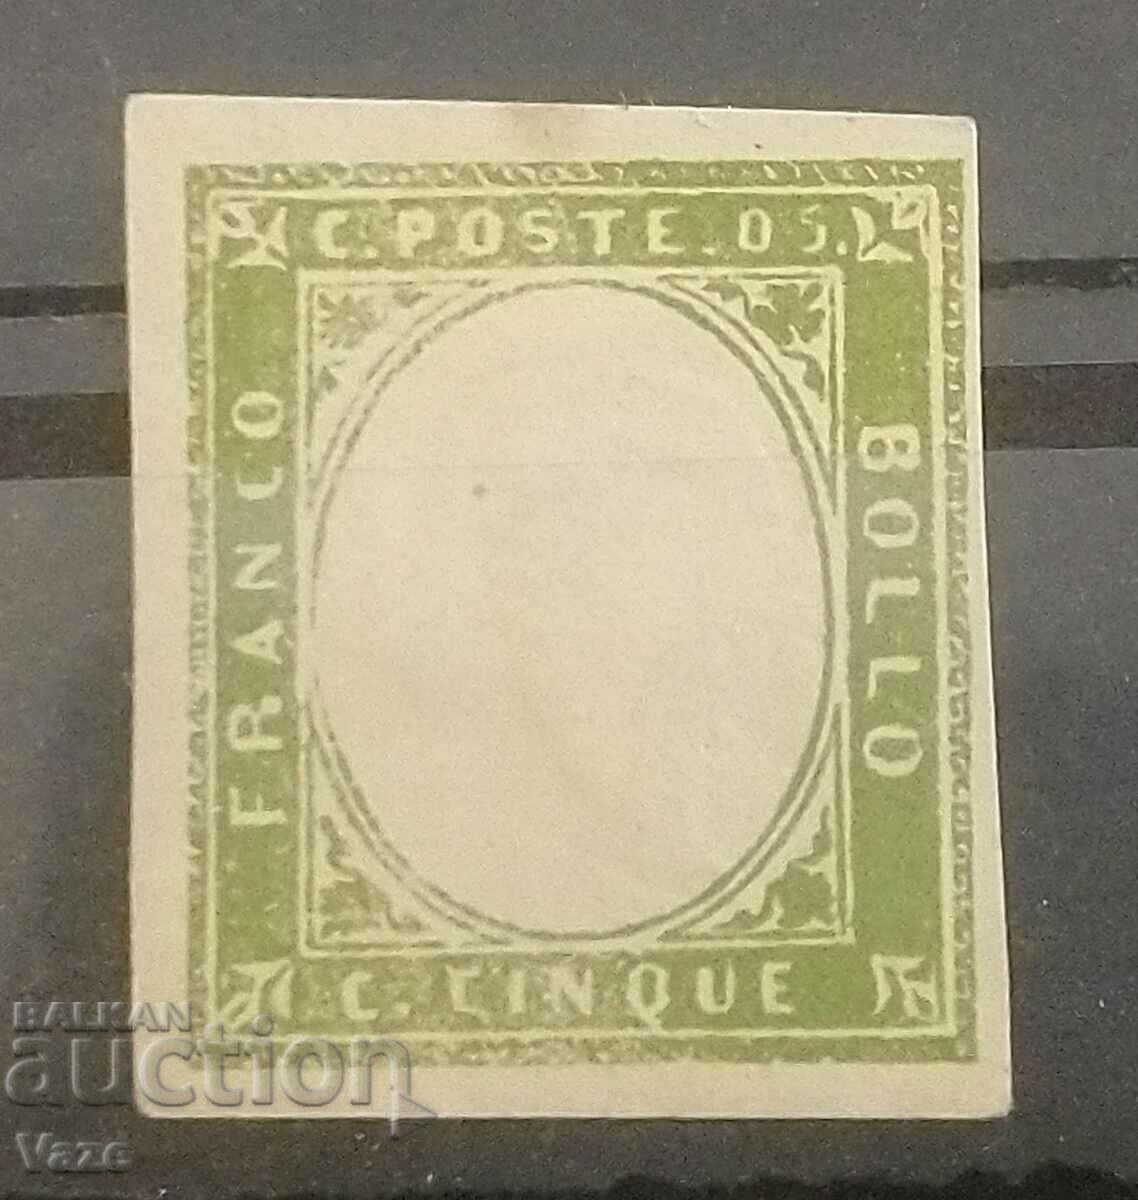 C. POSTE. 05.
FRANCO
BOLLO
C. CINQUE
BALKAN
auction
Vaze